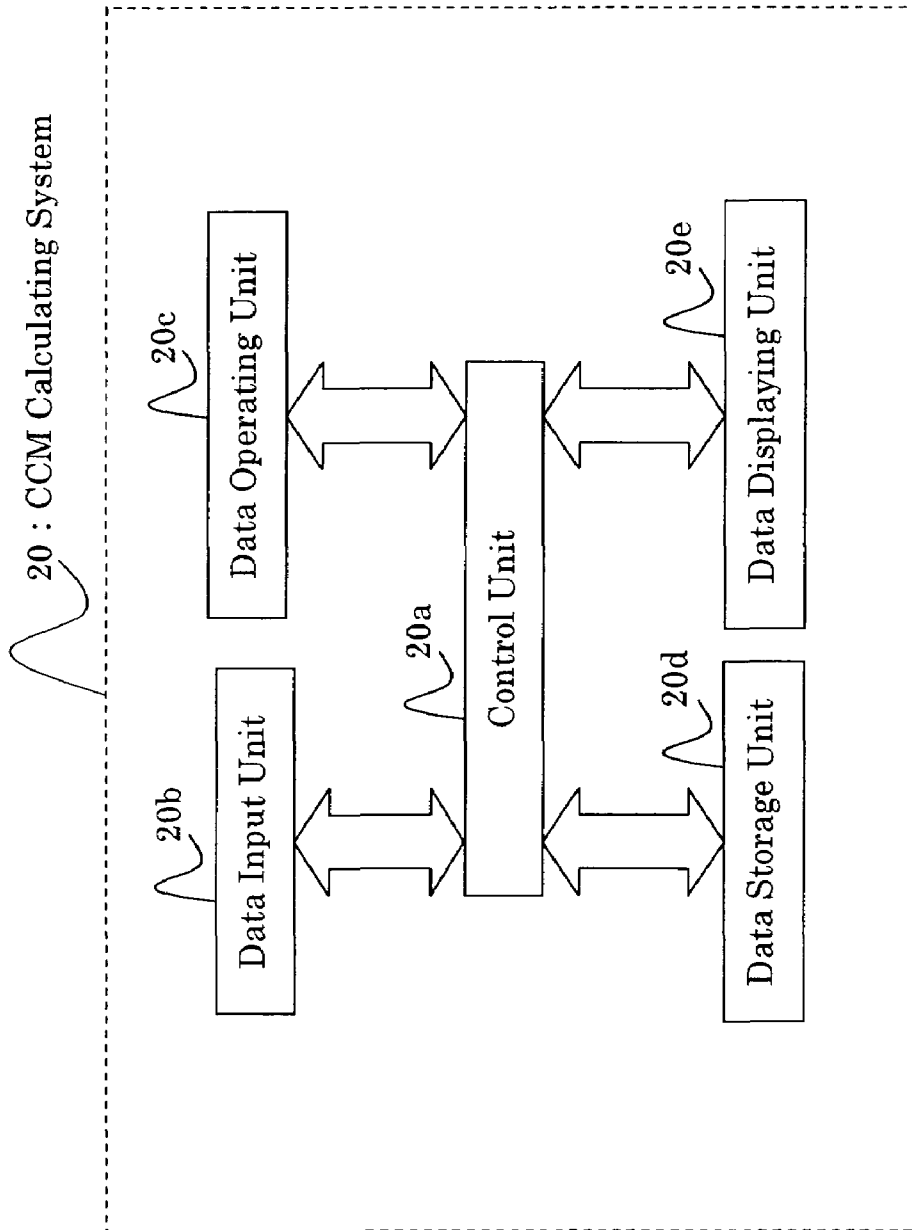 20 : CCM Calculating System
20b
Data Input Unit
20c
Data Operating Unit
20a
Control Unit
20d
Data Storage Unit
20e
Data Displaying Unit